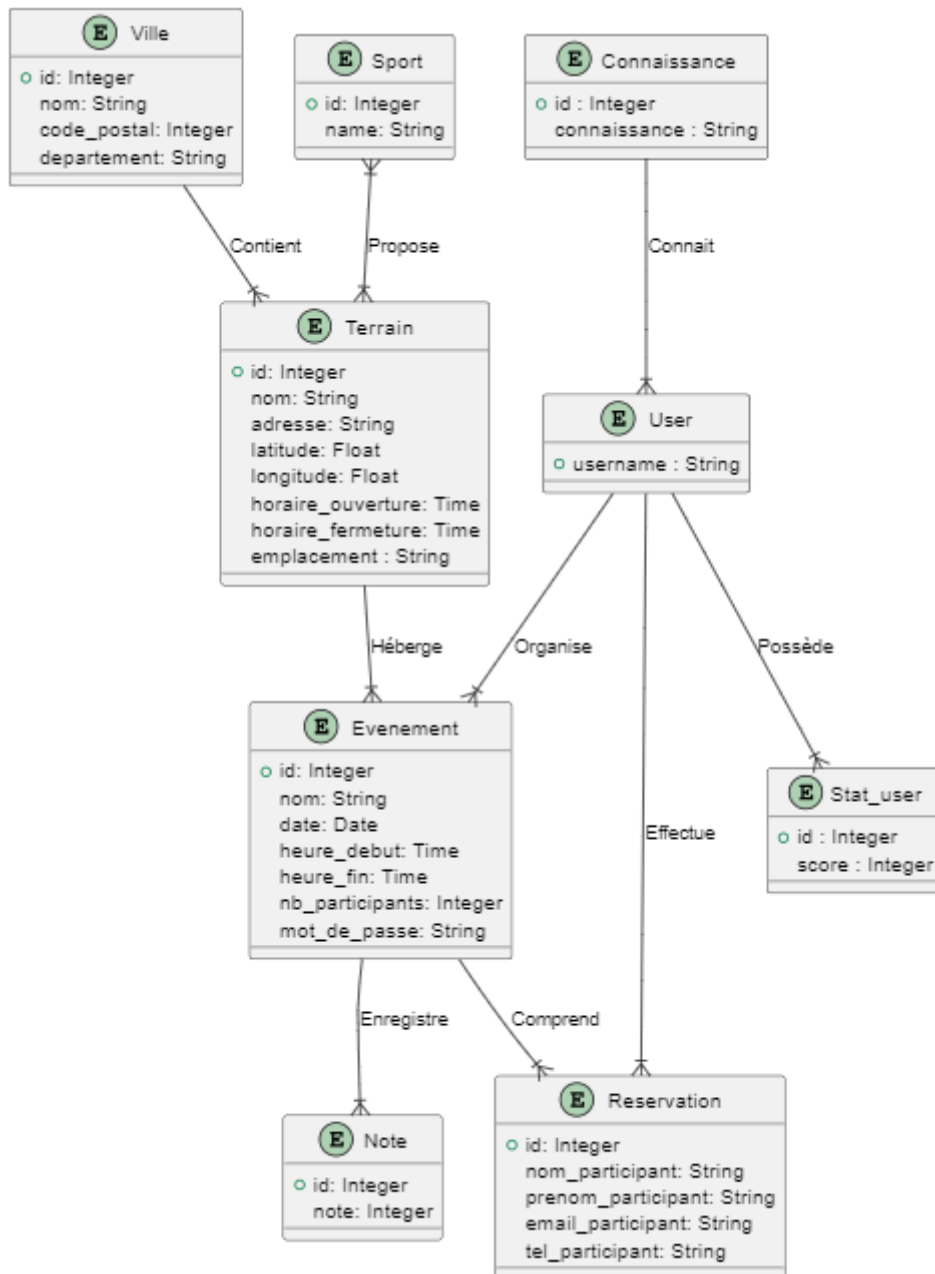 E Ville
id: Integer
nom: String
code_postal: Integer
departement: String
E Sport
id: Integer
name: String
E Connaissance
id : Integer
connaissance : String
Contient
Propose
Connait
E Terrain
id: Integer
nom: String
adresse: String
latitude: Float
longitude: Float
horaire_ouverture: Time
horaire_fermeture: Time
emplacement : String
E User
username : String
Héberge
Organise
Possède
E Evenement
id: Integer
nom: String
date: Date
heure_debut: Time
heure_fin: Time
nb_participants: Integer
mot_de_passe: String
Effectue
E Stat_user
id : Integer
score : Integer
Enregistre
Comprend
E Note
id: Integer
note: Integer
E Reservation
id: Integer
nom_participant: String
prenom_participant: String
email_participant: String
tel_participant: String